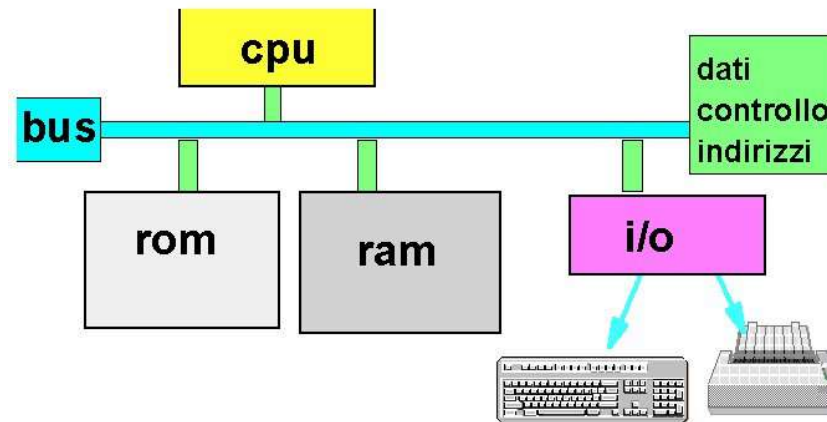 cpu
bus
dati
controllo
indirizzi
rom
ram
i/o